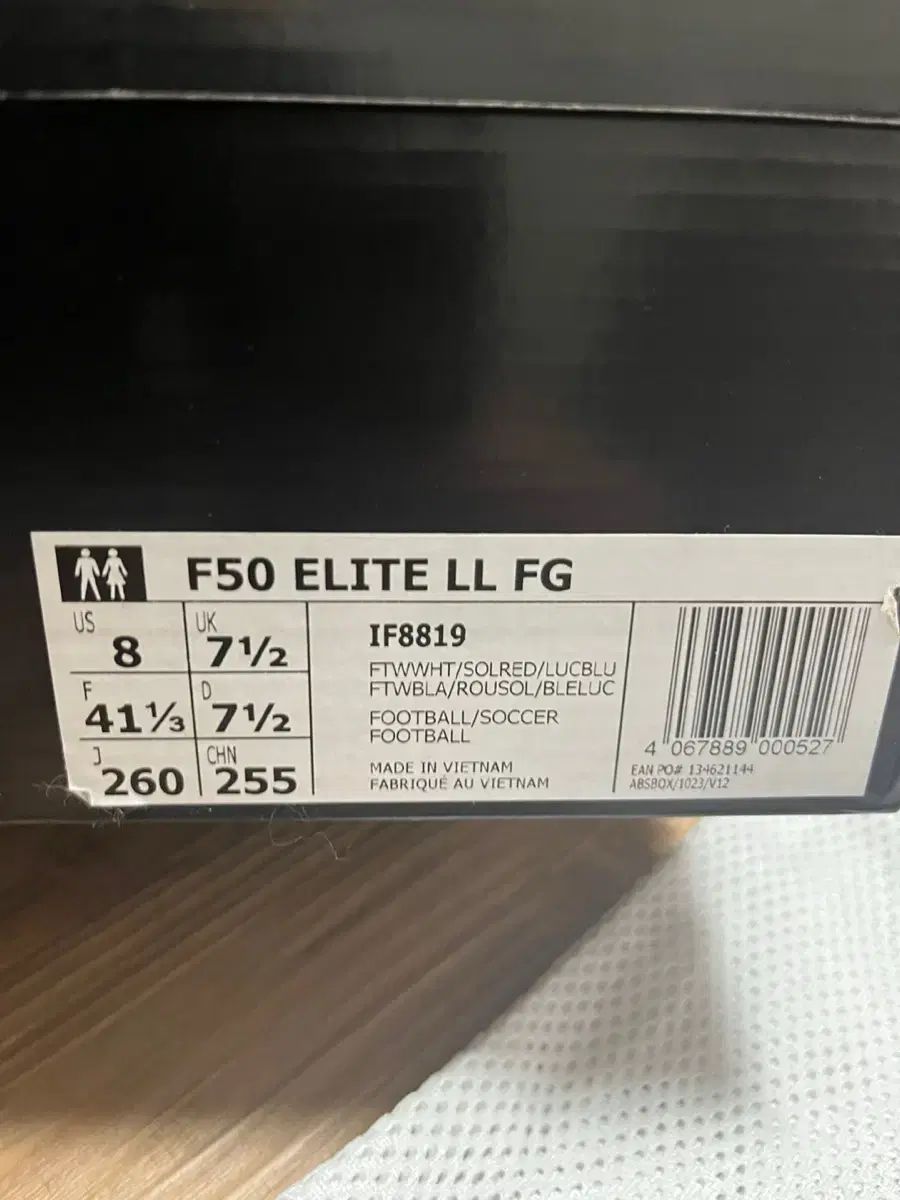 F50 ELITE LL FG
US 8 UK 7½
F 41⅓ D 7½
J 260 CHN 255
IF8819
FTWWHT/SOLRED/LUCBLU
FTWBLA/ROUSOL/BLELUC
FOOTBALL/SOCCER
FOOTBALL
MADE IN VIETNAM
FABRIQUÉ AU VIETNAM
4 067889 000527
EAN PO# 134621144
ABSBOX/1023/V12